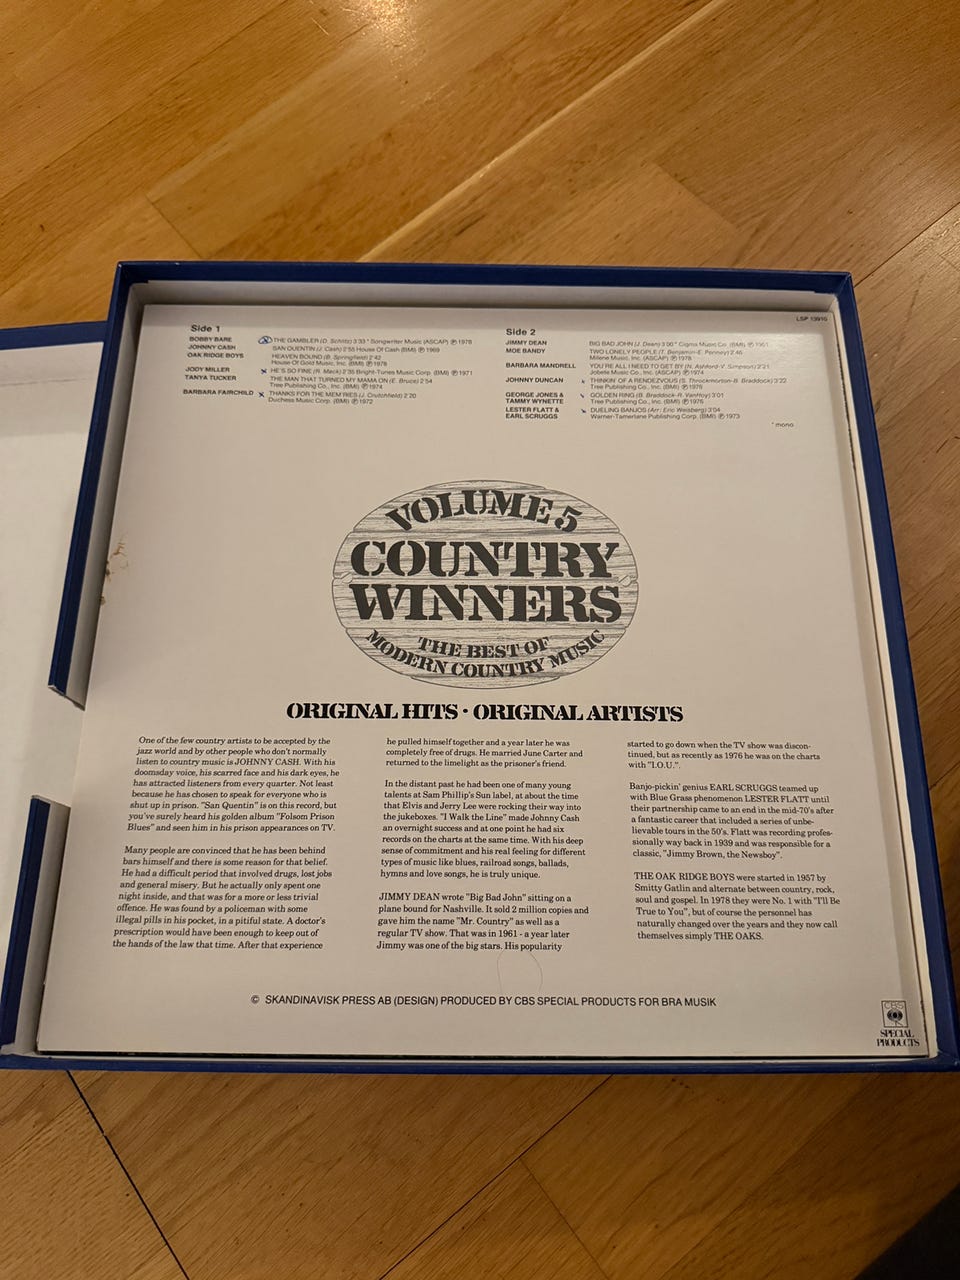 LSP 15910
Side 1
BOBBY BARE THE GAMBLER (D. Schlitz) 3'33 * Songwriter Music (ASCAP) ℗ 1978
JOHNNY CASH SAN QUENTIN (J. Cash) 2'55 House Of Cash (BMI) ℗ 1969
OAK RIDGE BOYS HEAVEN BOUND (B. Springfield) 2'42
House Of Gold Music, Inc. (BMI) ℗ 1978
JODY MILLER HE'S SO FINE (R. Mack) 2'35 Bright-Tunes Music Corp. (BMI) ℗ 1971
TANYA TUCKER THE MAN THAT TURNED MY MAMA ON (E. Bruce) 2'54
Tree Publishing Co., Inc. (BMI) ℗ 1974
BARBARA FAIRCHILD THANKS FOR THE MEM'RIES (J. Crutchfield) 2'20
Duchess Music Corp. (BMI) ℗ 1972
Side 2
JIMMY DEAN BIG BAD JOHN (J. Dean) 3'00 * Cigma Music Co. (BMI) ℗ 1961
MOE BANDY TWO LONELY PEOPLE (T. Benjamin-E. Penney) 2'46
Milene Music, Inc. (ASCAP) ℗ 1978
BARBARA MANDRELL YOU'RE ALL I NEED TO GET BY (N. Ashford-V. Simpson) 2'21
Jobete Music Co., Inc. (ASCAP) ℗ 1974
JOHNNY DUNCAN THINKIN' OF A RENDEZVOUS (S. Throckmorton-B. Braddock) 3'22
Tree Publishing Co., Inc. (BMI) ℗ 1976
GEORGE JONES & GOLDEN RING (B. Braddock-R. VanHoy) 3'01
TAMMY WYNETTE Tree Publishing Co., Inc. (BMI) ℗ 1976
LESTER FLATT & DUELING BANJOS (Arr.: Eric Weisberg) 3'04
EARL SCRUGGS Warner-Tamerlane Publishing Corp. (BMI) ℗ 1973
* mono
VOLUME 5
COUNTRY
WINNERS
THE BEST OF
MODERN COUNTRY MUSIC
ORIGINAL HITS · ORIGINAL ARTISTS
One of the few country artists to be accepted by the
jazz world and by other people who don't normally
listen to country music is JOHNNY CASH. With his
doomsday voice, his scarred face and his dark eyes, he
has attracted listeners from every quarter. Not least
because he has chosen to speak for everyone who is
shut up in prison. "San Quentin" is on this record, but
you've surely heard his golden album "Folsom Prison
Blues" and seen him in his prison appearances on TV.
Many people are convinced that he has been behind
bars himself and there is some reason for that belief.
He had a difficult period that involved drugs, lost jobs
and general misery. But he actually only spent one
night inside, and that was for a more or less trivial
offence. He was found by a policeman with some
illegal pills in his pocket, in a pitiful state. A doctor's
prescription would have been enough to keep out of
the hands of the law that time. After that experience
he pulled himself together and a year later he was
completely free of drugs. He married June Carter and
returned to the limelight as the prisoner's friend.
In the distant past he had been one of many young
talents at Sam Phillip's Sun label, at about the time
that Elvis and Jerry Lee were rocking their way into
the jukeboxes. "I Walk the Line" made Johnny Cash
an overnight success and at one point he had six
records on the charts at the same time. With his deep
sense of commitment and his real feeling for different
types of music like blues, railroad songs, ballads,
hymns and love songs, he is truly unique.
JIMMY DEAN wrote "Big Bad John" sitting on a
plane bound for Nashville. It sold 2 million copies and
gave him the name "Mr. Country" as well as a
regular TV show. That was in 1961 - a year later
Jimmy was one of the big stars. His popularity
started to go down when the TV show was discon-
tinued, but as recently as 1976 he was on the charts
with "I.O.U.".
Banjo-pickin' genius EARL SCRUGGS teamed up
with Blue Grass phenomenon LESTER FLATT until
their partnership came to an end in the mid-70's after
a fantastic career that included a series of unbe-
lievable tours in the 50's. Flatt was recording profes-
sionally way back in 1939 and was responsible for a
classic, "Jimmy Brown, the Newsboy".
THE OAK RIDGE BOYS were started in 1957 by
Smitty Gatlin and alternate between country, rock,
soul and gospel. In 1978 they were No. 1 with "I'll Be
True to You", but of course the personnel has
naturally changed over the years and they now call
themselves simply THE OAKS.
© SKANDINAVISK PRESS AB (DESIGN) PRODUCED BY CBS SPECIAL PRODUCTS FOR BRA MUSIK
CBS
SPECIAL
PRODUCTS